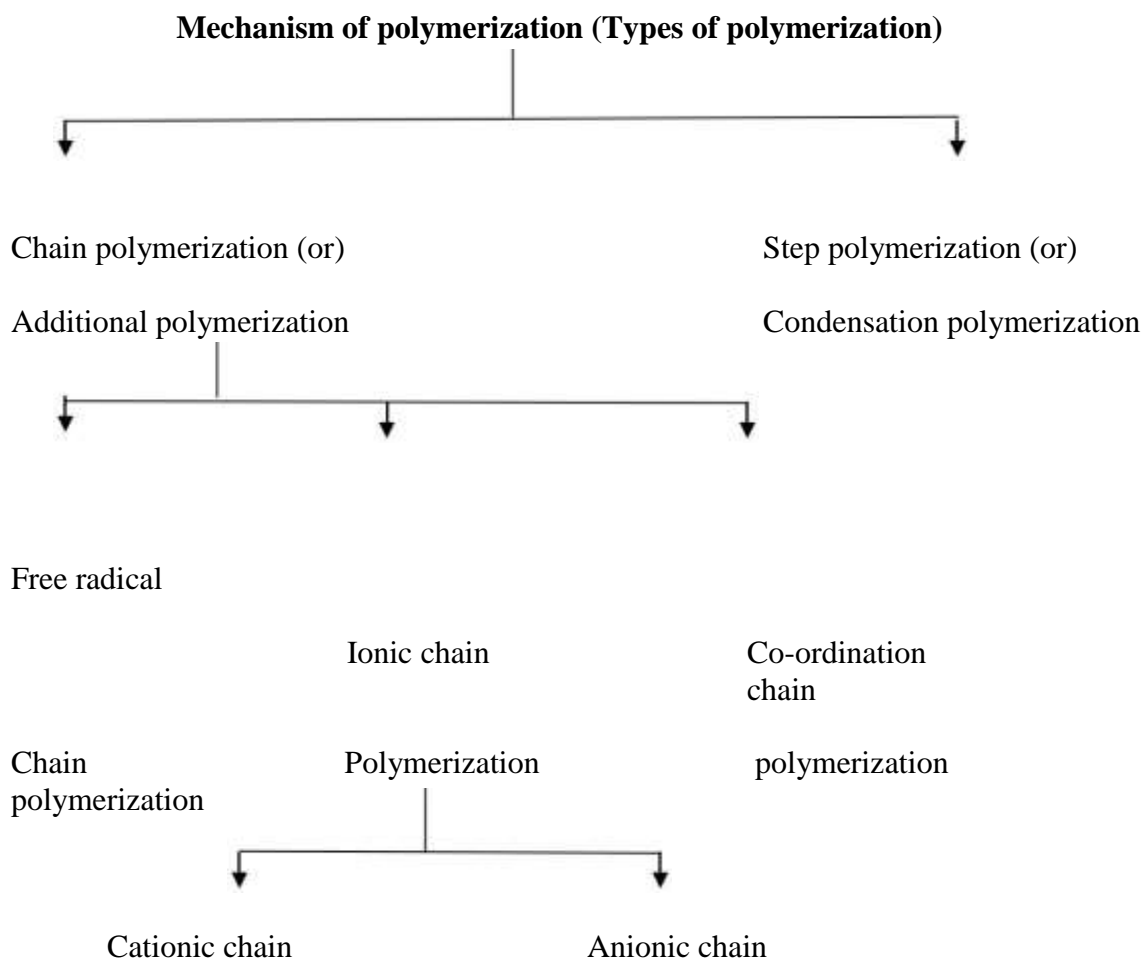 Mechanism of polymerization (Types of polymerization)
Chain polymerization (or)
Step polymerization (or)
Additional polymerization
Condensation polymerization
Free radical
Ionic chain
Co-ordination
chain
Chain
polymerization
Polymerization
polymerization
Cationic chain
Anionic chain